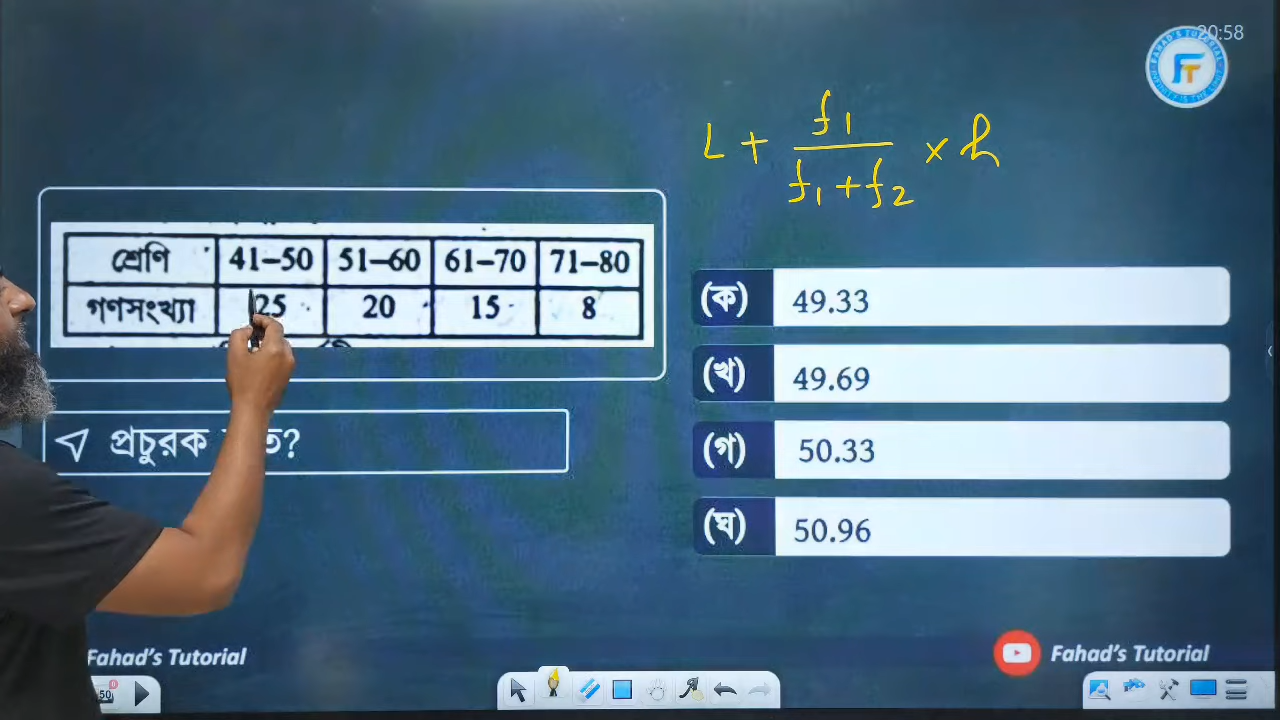 20:58
L + f₁ / f₁ + f₂ × h
শ্রেণি 41–50 51–60 61–70 71–80
গণসংখ্যা 25 20 15 8
প্রচুরক ?
(ক) 49.33
(খ) 49.69
(গ) 50.33
(ঘ) 50.96
Fahad's Tutorial
Fahad's Tutorial
50